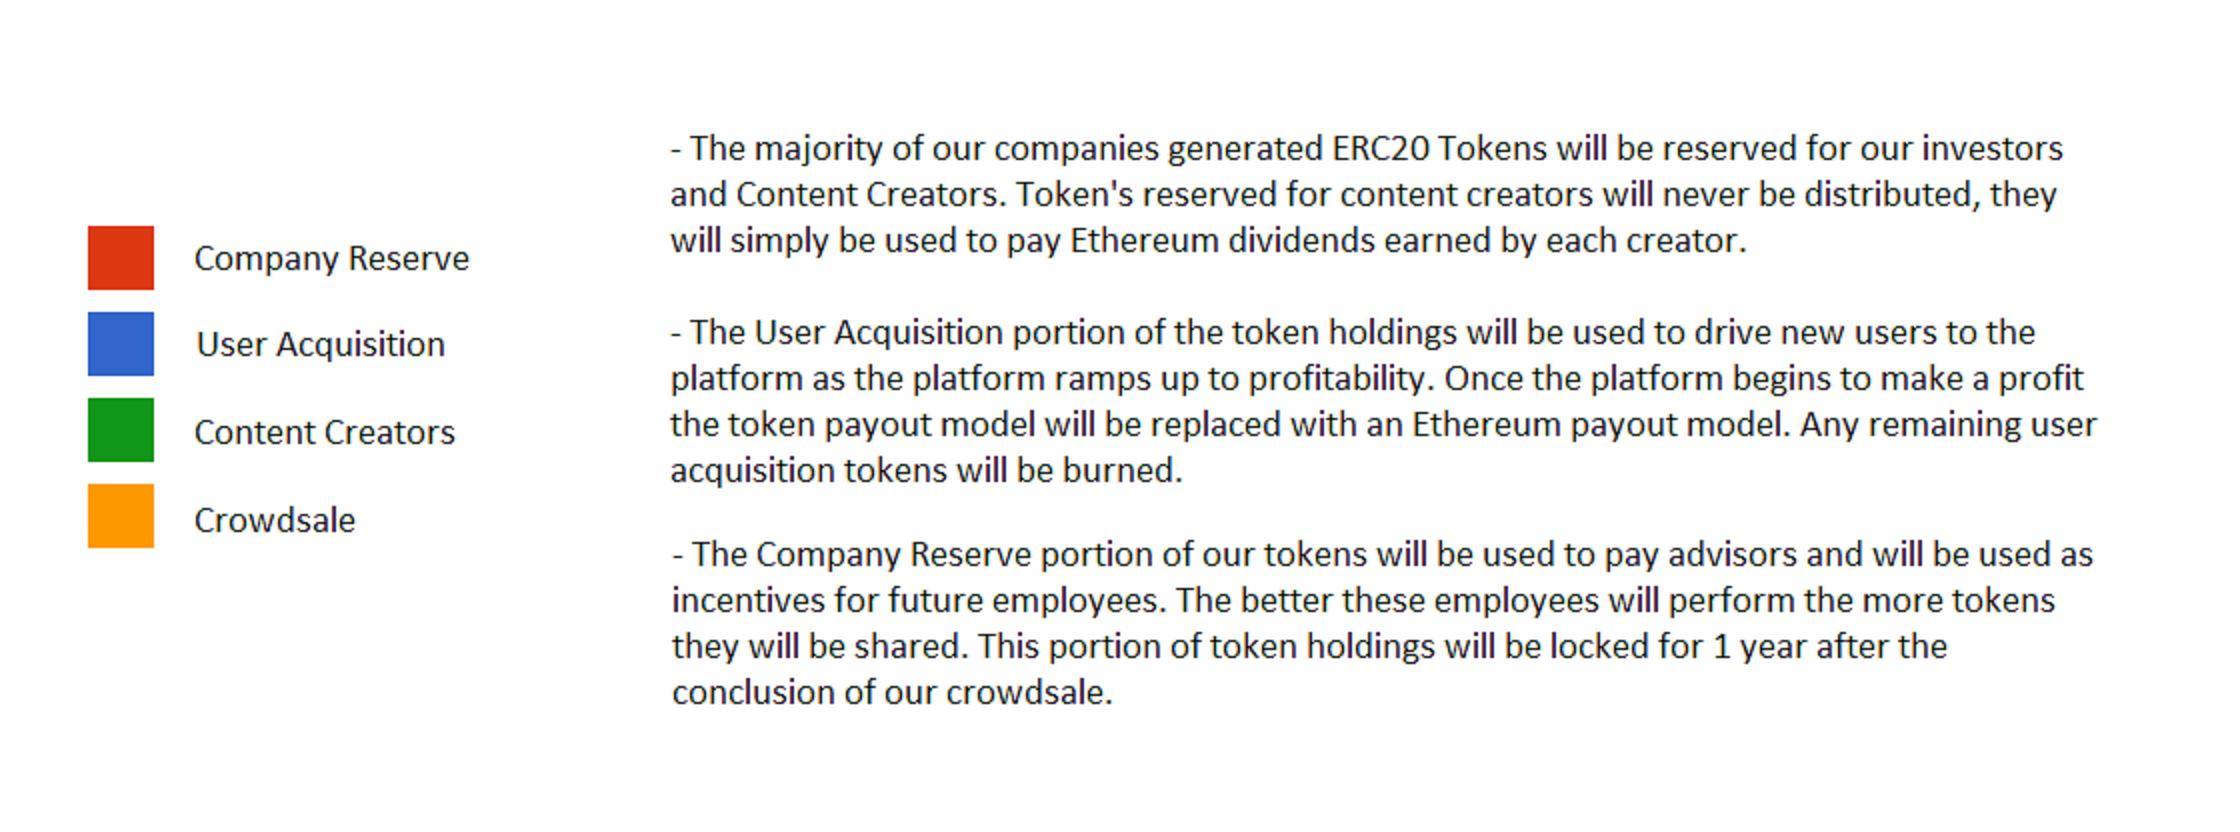 Company Reserve
User Acquisition
Content Creators
Crowdsale
- The majority of our companies generated ERC20 Tokens will be reserved for our investors
and Content Creators. Token's reserved for content creators will never be distributed, they
will simply be used to pay Ethereum dividends earned by each creator.
- The User Acquisition portion of the token holdings will be used to drive new users to the
platform as the platform ramps up to profitability. Once the platform begins to make a profit
the token payout model will be replaced with an Ethereum payout model. Any remaining user
acquisition tokens will be burned.
- The Company Reserve portion of our tokens will be used to pay advisors and will be used as
incentives for future employees. The better these employees will perform the more tokens
they will be shared. This portion of token holdings will be locked for 1 year after the
conclusion of our crowdsale.